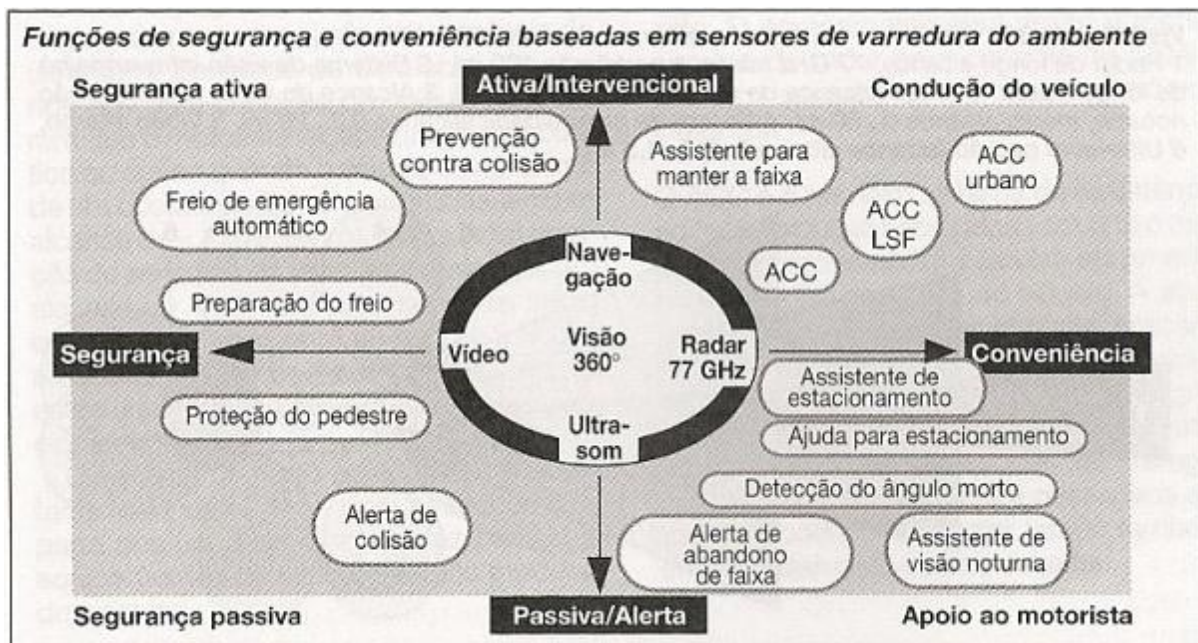 Funções de segurança e conveniência baseadas em sensores de varredura do ambiente
Segurança ativa
Ativa/Intervencional
Condução do veículo
Prevenção
contra colisão
Assistente para
manter a faixa
ACC
urbano
Freio de emergência
automático
ACC
LSF
Nave-
gação
ACC
Preparação do freio
Segurança
Vídeo
Visão
360°
Radar
77 GHz
Conveniência
Assistente de
estacionamento
Proteção do pedestre
Ultra-
som
Ajuda para estacionamento
Detecção do ângulo morto
Alerta de
colisão
Alerta de
abandono
de faixa
Assistente de
visão noturna
Segurança passiva
Passiva/Alerta
Apoio ao motorista